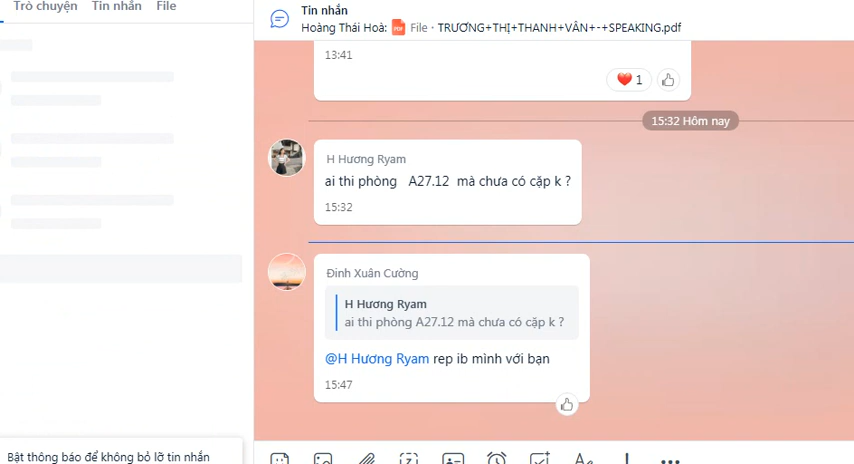 Trò chuyện Tin nhắn File
Tin nhắn
Hoàng Thái Hoà: File · TRƯƠNG+THỊ+THANH+VÂN+-+SPEAKING.pdf
13:41
1
15:32 Hôm nay
H Hương Ryam
ai thi phòng A27.12 mà chưa có cặp k ?
15:32
Đinh Xuân Cường
H Hương Ryam
ai thi phòng A27.12 mà chưa có cặp k ?
@H Hương Ryam rep ib mình với bạn
15:47
Bật thông báo để không bỏ lỡ tin nhắn